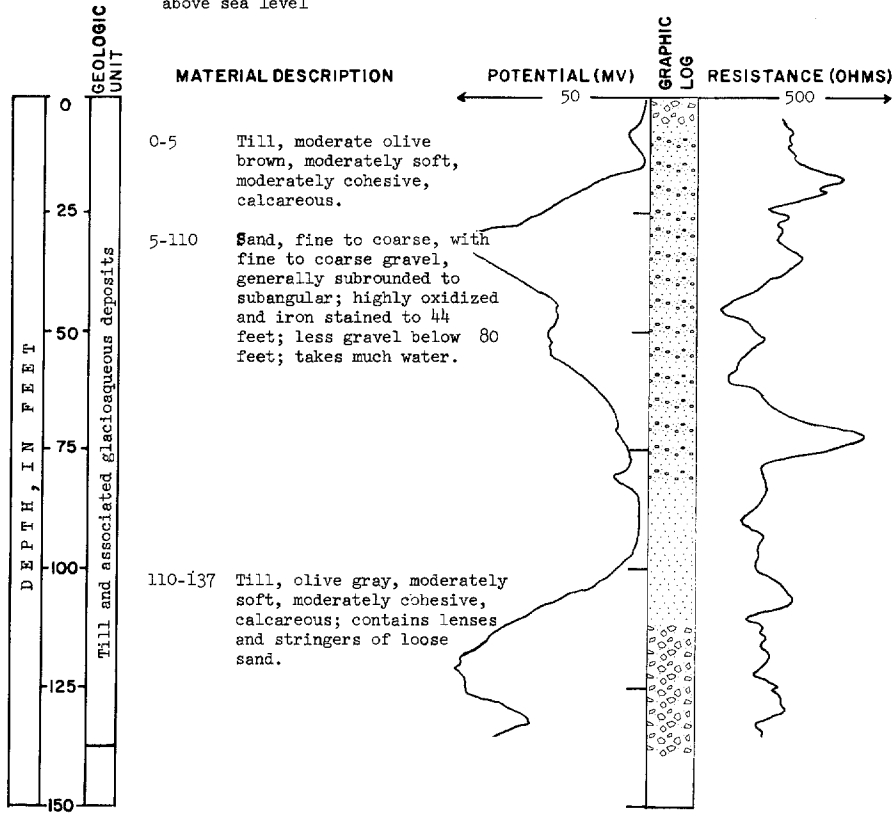 above sea level
GEOLOGIC
UNIT
MATERIAL DESCRIPTION
POTENTIAL (MV)
GRAPHIC
LOG
RESISTANCE (OHMS)
50
500
0
25
50
75
100
125
150
DEPTH, IN FEET
Till and associated glacioaqueous deposits
0-5 Till, moderate olive
brown, moderately soft,
moderately cohesive,
calcareous.
5-110 Sand, fine to coarse, with
fine to coarse gravel,
generally subrounded to
subangular; highly oxidized
and iron stained to 44
feet; less gravel below 80
feet; takes much water.
110-137 Till, olive gray, moderately
soft, moderately cohesive,
calcareous; contains lenses
and stringers of loose
sand.